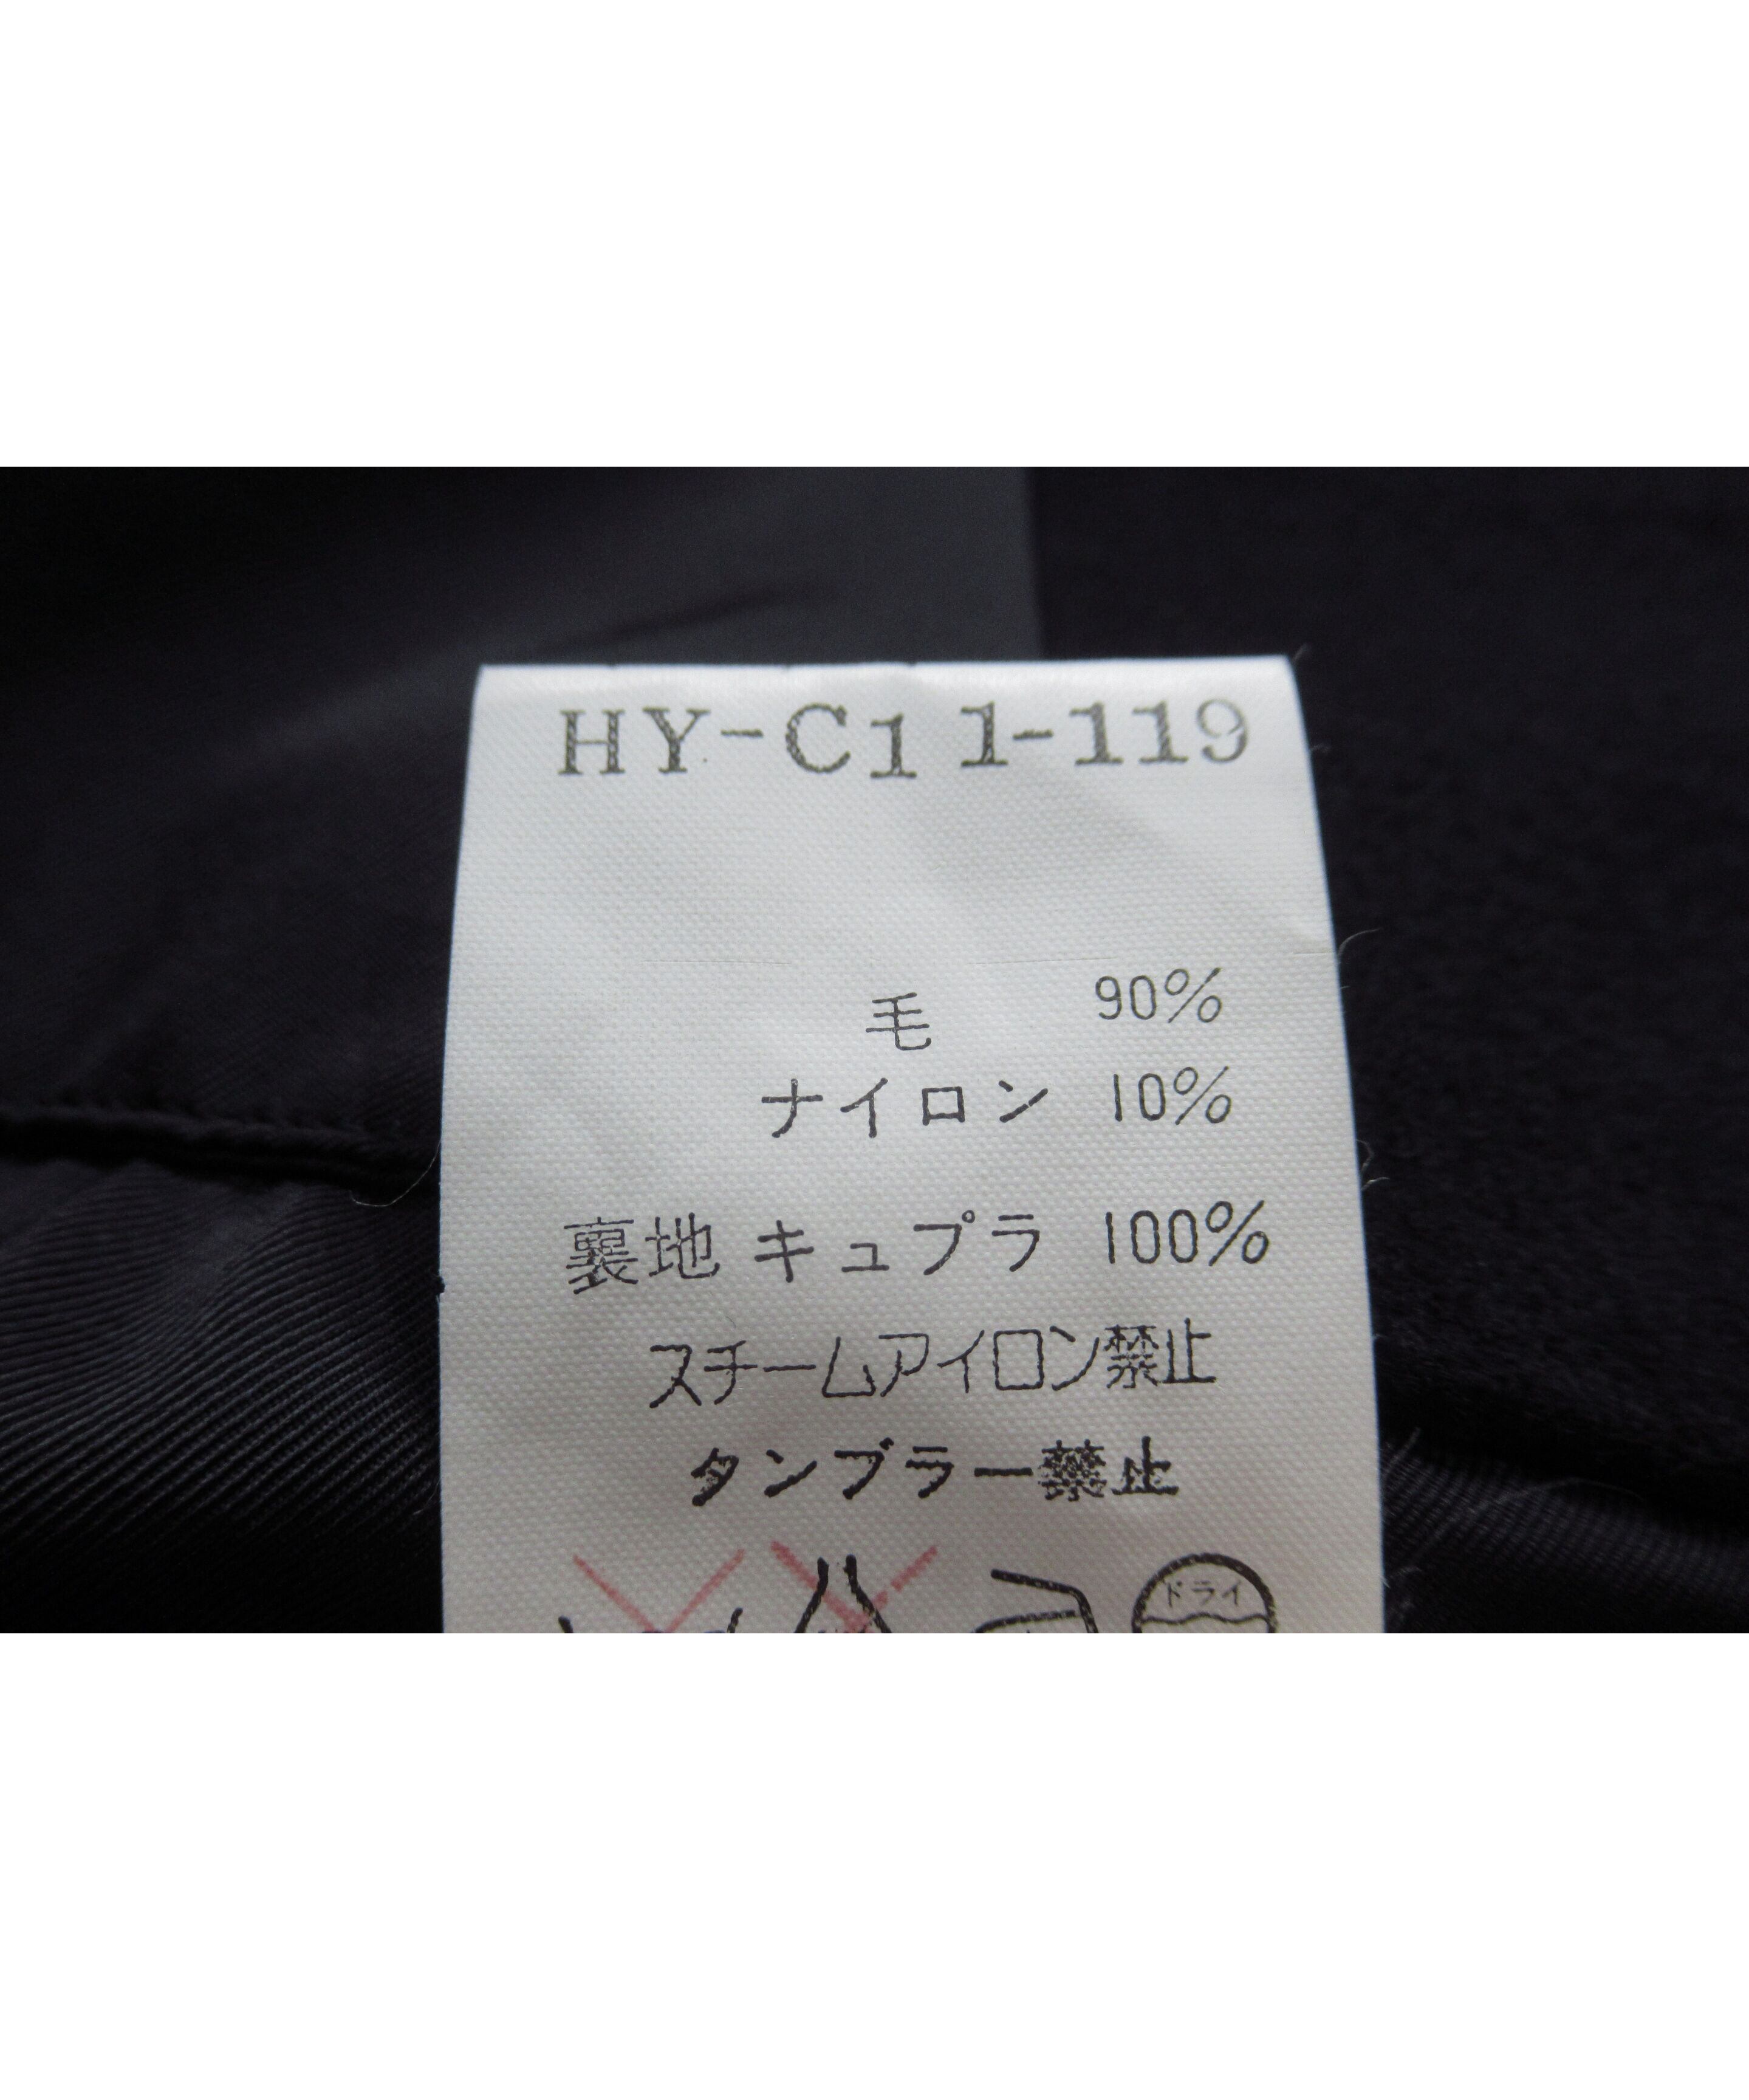 HY-C11-119
毛 90%
ナイロン 10%
裏地 キュプラ 100%
スチームアイロン禁止
タンブラー禁止
ドライ